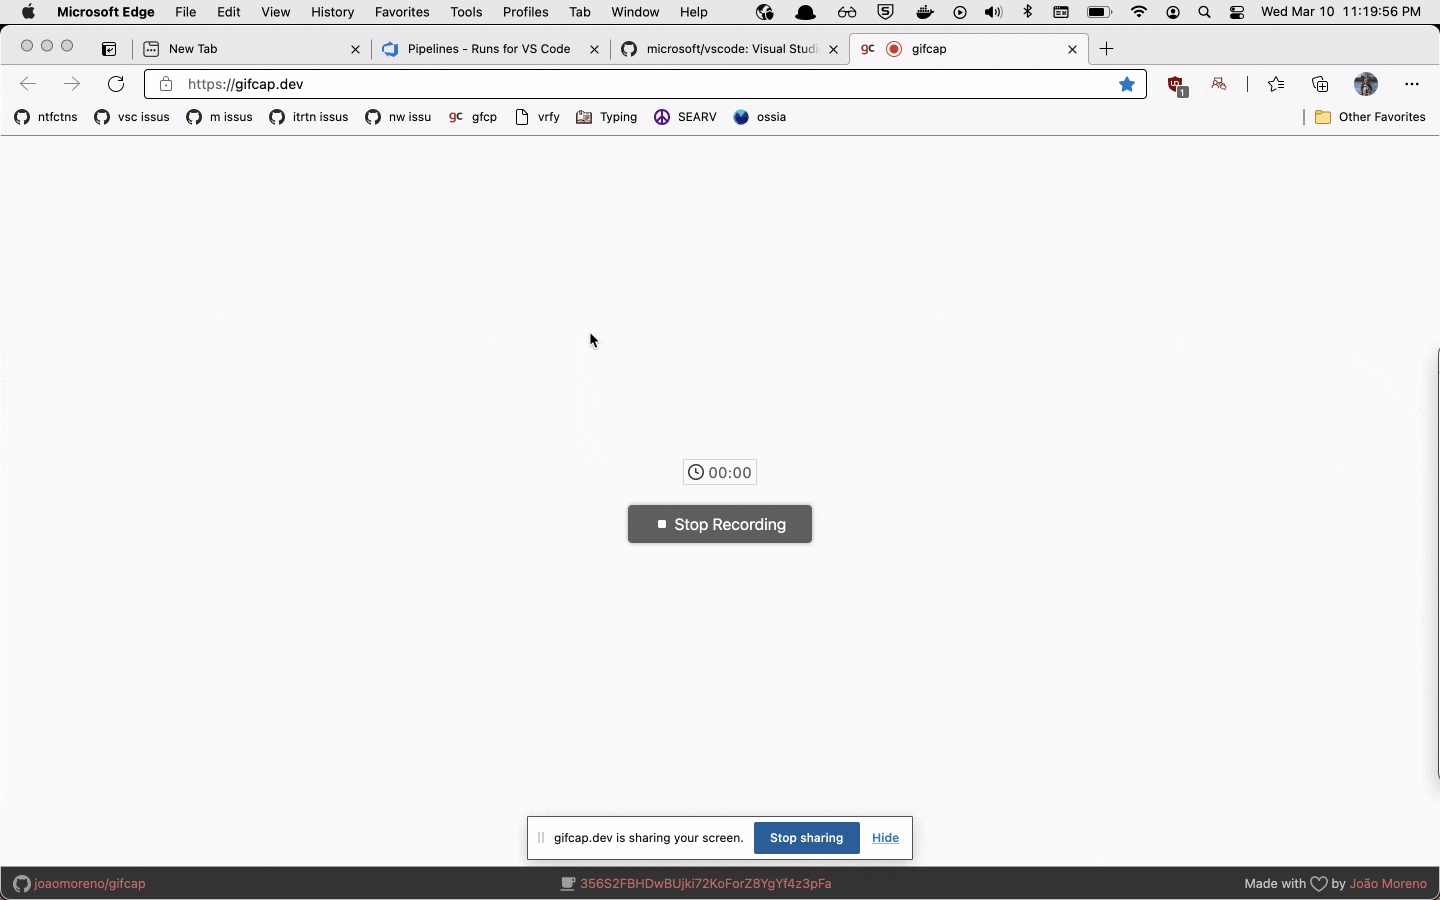 Microsoft Edge File Edit View History Favorites Tools Profiles Tab Window Help Wed Mar 10 11:19:56 PM
New Tab Pipelines - Runs for VS Code microsoft/vscode: Visual Studi gc gifcap
https://gifcap.dev 1
ntfctns vsc issus m issus itrtn issus nw issu gc gfcp vrfy Typing SEARV ossia Other Favorites
00:00
Stop Recording
gifcap.dev is sharing your screen. Stop sharing Hide
joaomoreno/gifcap 356S2FBHDwBUjki72KoForZ8YgYf4z3pFa Made with by João Moreno